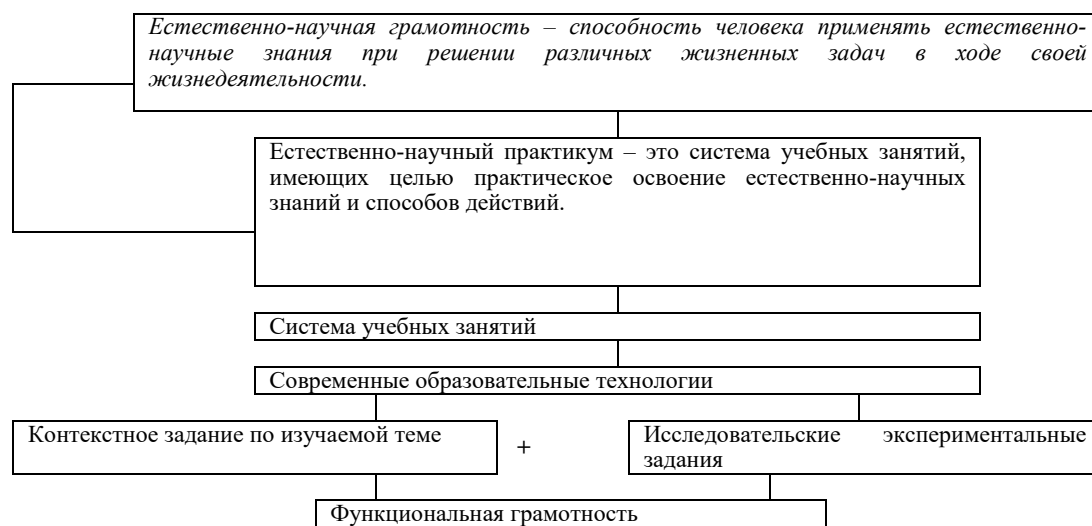 Естественно-научная грамотность – способность человека применять естественно-
научные знания при решении различных жизненных задач в ходе своей
жизнедеятельности.
Естественно-научный практикум – это система учебных занятий,
имеющих целью практическое освоение естественно-научных
знаний и способов действий.
Система учебных занятий
Современные образовательные технологии
Контекстное задание по изучаемой теме
+
Исследовательские экспериментальные
задания
Функциональная грамотность